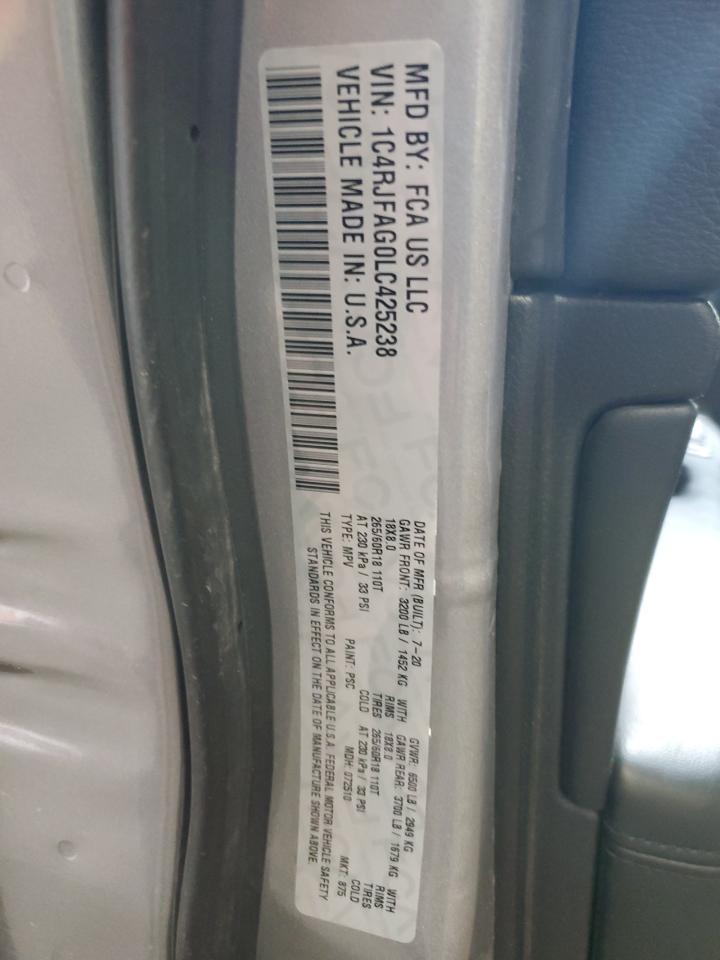 MFD BY: FCA US LLC
VIN: 1C4RJFAG0LC425238
VEHICLE MADE IN: U.S.A.
DATE OF MFR (BUILT): 7-20 GVWR: 6500 LB / 2949 KG
GAWR FRONT: 3200 LB / 1452 KG WITH GAWR REAR: 3700 LB / 1679 KG WITH
18X8.0 RIMS 18X8.0 RIMS
265/60R18 110T TIRES 265/60R18 110T TIRES
AT 230 kPa / 33 PSI COLD AT 230 kPa / 33 PSI COLD
TYPE: MPV PAINT: PSC MDH: 072510 MKT: 875
THIS VEHICLE CONFORMS TO ALL APPLICABLE U.S.A. FEDERAL MOTOR VEHICLE SAFETY
STANDARDS IN EFFECT ON THE DATE OF MANUFACTURE SHOWN ABOVE.